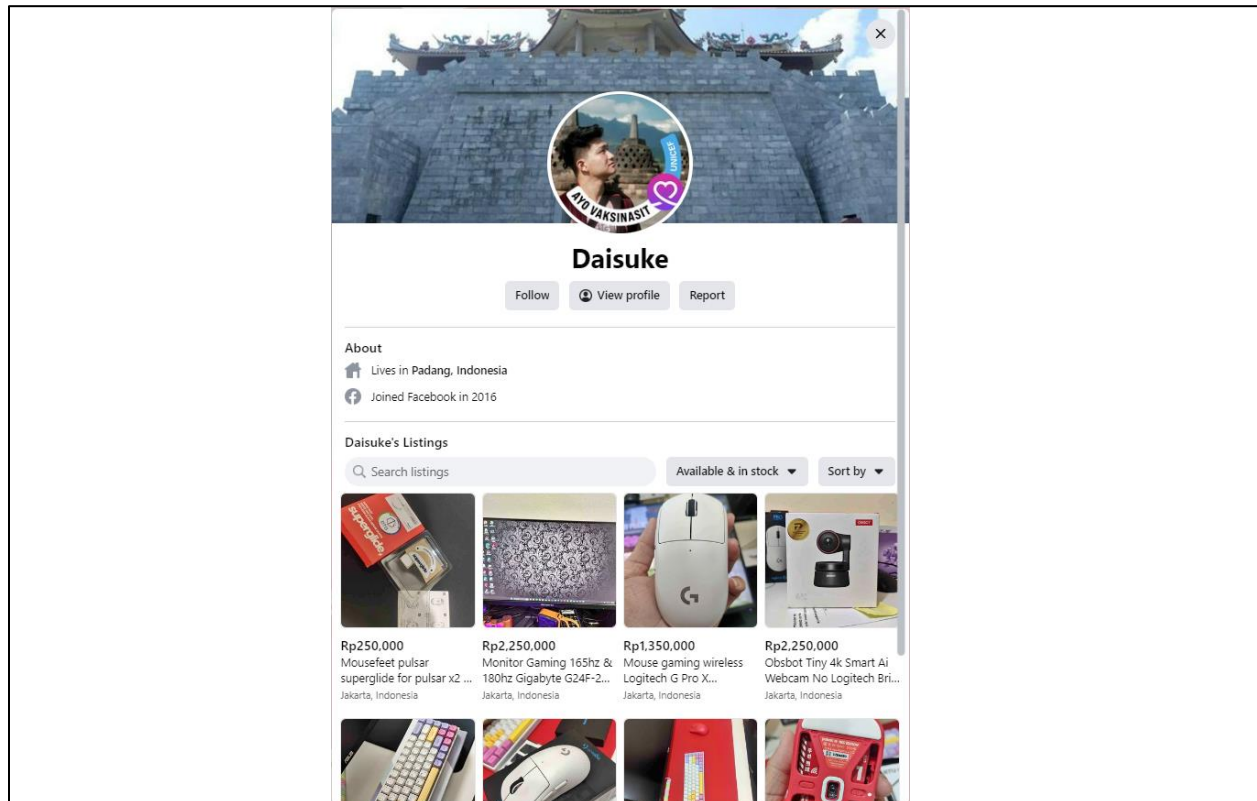 UNICEF
AYO VAKSINASI
Daisuke
Follow
View profile
Report
About
Lives in Padang, Indonesia
Joined Facebook in 2016
Daisuke's Listings
Search listings
Available & in stock
Sort by
superglide
Rp250,000
Mousefeet pulsar
superglide for pulsar x2 ...
Jakarta, Indonesia
Rp2,250,000
Monitor Gaming 165hz &
180hz Gigabyte G24F-2...
Jakarta, Indonesia
Rp1,350,000
Mouse gaming wireless
Logitech G Pro X...
Jakarta, Indonesia
Rp2,250,000
Obsbot Tiny 4k Smart Ai
Webcam No Logitech Bri...
Jakarta, Indonesia